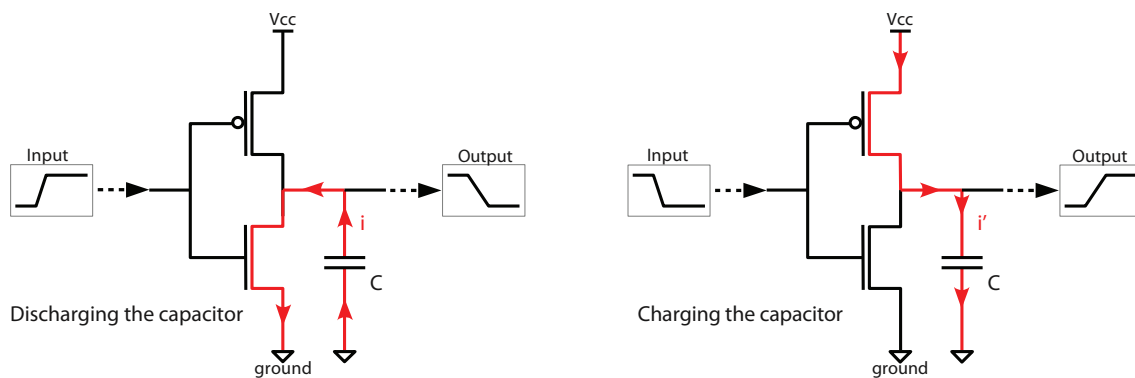 Vcc
Input
Output
i
C
Discharging the capacitor
ground
Vcc
Input
Output
i'
C
Charging the capacitor
ground